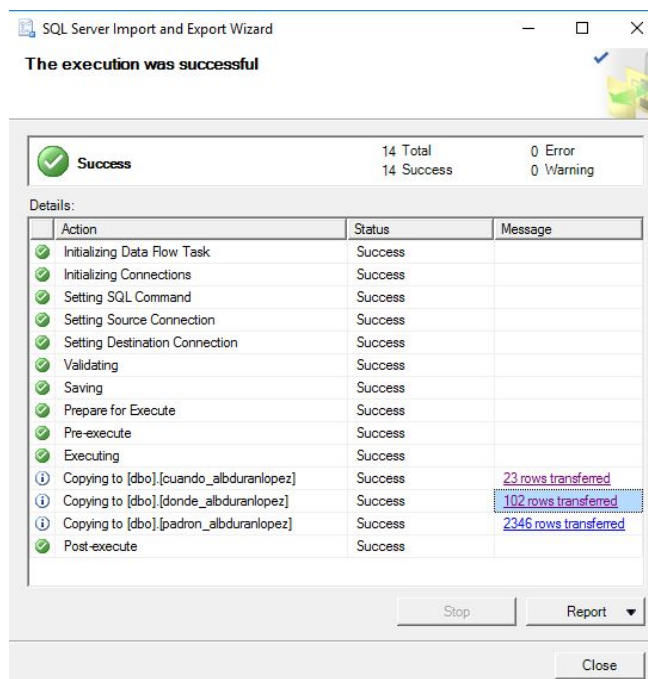 SQL Server Import and Export Wizard
The execution was successful
Success
14 Total
0 Error
14 Success
0 Warning
Details:
Action Status Message
Initializing Data Flow Task Success
Initializing Connections Success
Setting SQL Command Success
Setting Source Connection Success
Setting Destination Connection Success
Validating Success
Saving Success
Prepare for Execute Success
Pre-execute Success
Executing Success
Copying to [dbo].[cuando_albduranlopez] Success 23 rows transferred
Copying to [dbo].[donde_albduranlopez] Success 102 rows transferred
Copying to [dbo].[padron_albduranlopez] Success 2346 rows transferred
Post-execute Success
Stop Report
Close